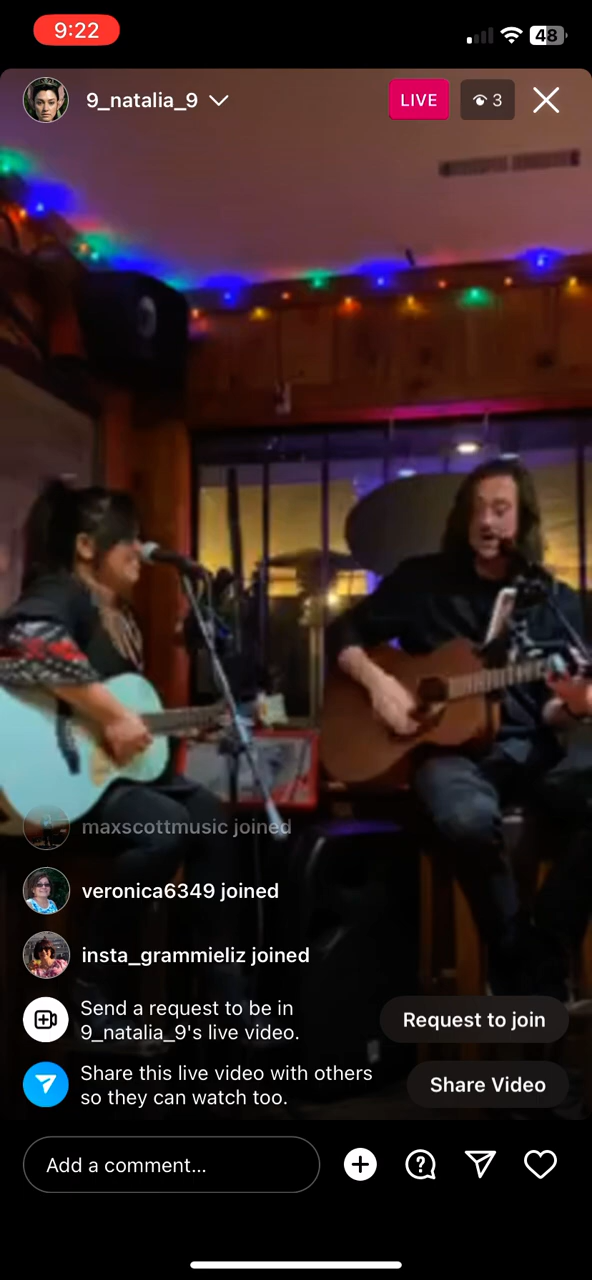 9:22
48
9_natalia_9
LIVE
3
maxscottmusic joined
veronica6349 joined
insta_grammieliz joined
Send a request to be in
9_natalia_9's live video.
Request to join
Share this live video with others
so they can watch too.
Share Video
Add a comment...